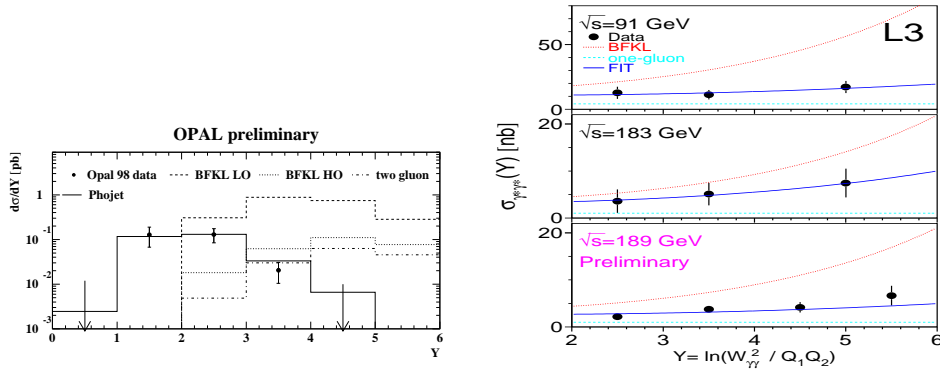 OPAL preliminary
dσ/dY [pb]
Opal 98 data
BFKL LO
BFKL HO
two gluon
Phojet
1
10⁻¹
10⁻²
10⁻³
0 1 2 3 4 5 6
Y
√s=91 GeV
L3
Data
BFKL
one-gluon
FIT
50
0
√s=183 GeV
20
0
√s=189 GeV
Preliminary
20
0
σγ*γ*(Y) [nb]
2 3 4 5 6
Y= ln(Wγγ² / Q₁Q₂)